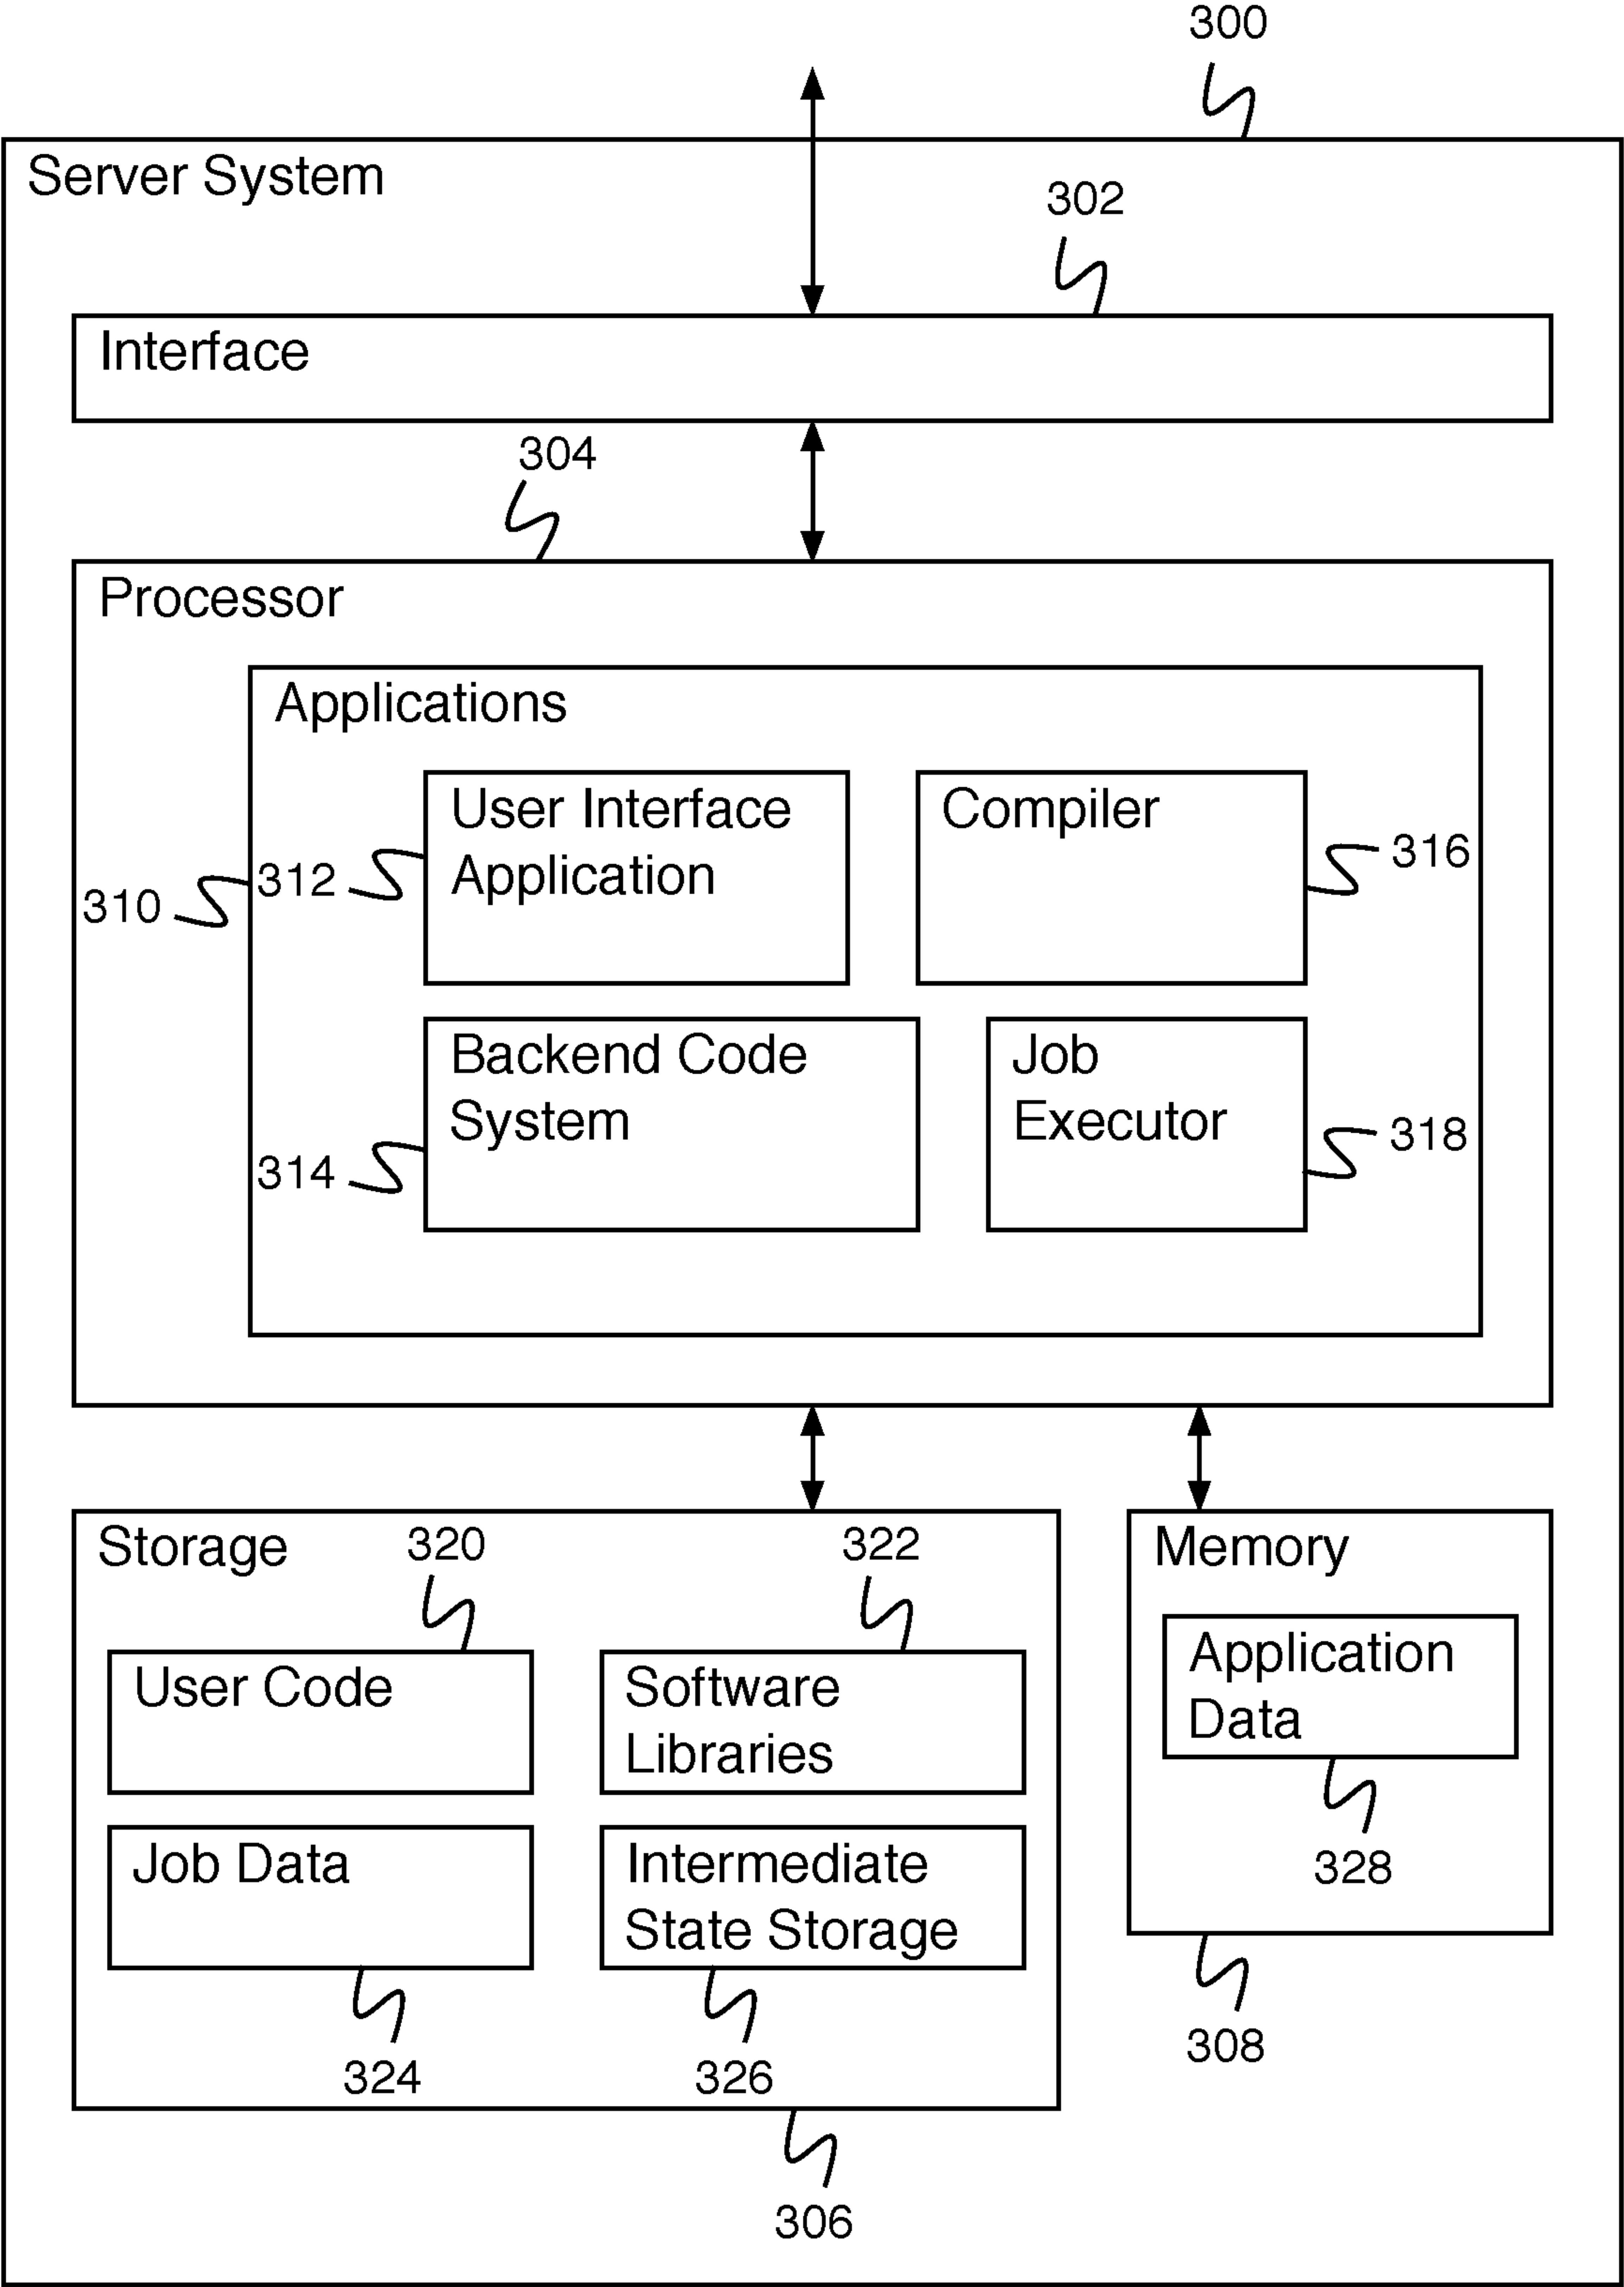 300
Server System
302
Interface
304
Processor
Applications
User Interface
Application
Compiler
316
312
310
Backend Code
System
Job
Executor
318
314
Storage
320
322
Memory
User Code
Software
Libraries
Application
Data
328
Job Data
Intermediate
State Storage
324
326
308
306